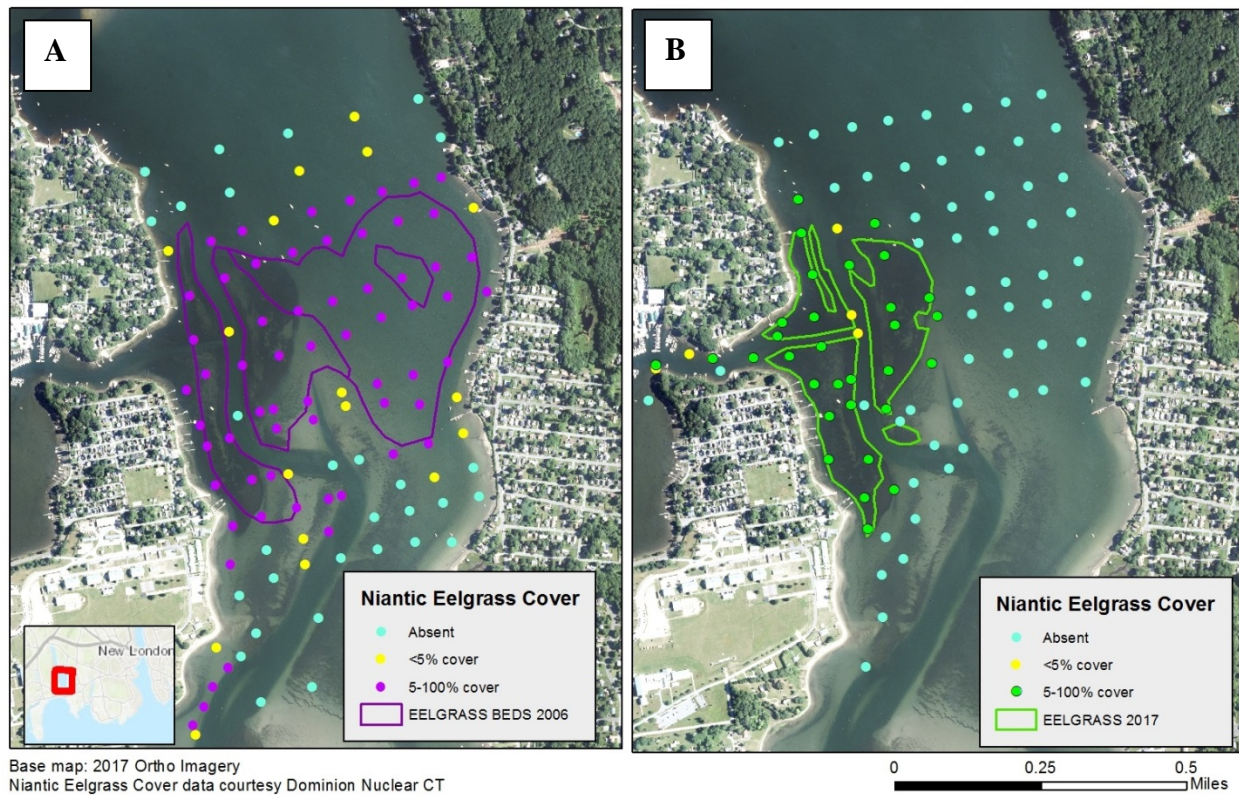 A
B
Niantic Eelgrass Cover
Absent
<5% cover
5-100% cover
EELGRASS BEDS 2006
New London
Niantic Eelgrass Cover
Absent
<5% cover
5-100% cover
EELGRASS 2017
Base map: 2017 Ortho Imagery
Niantic Eelgrass Cover data courtesy Dominion Nuclear CT
0 0.25 0.5
Miles